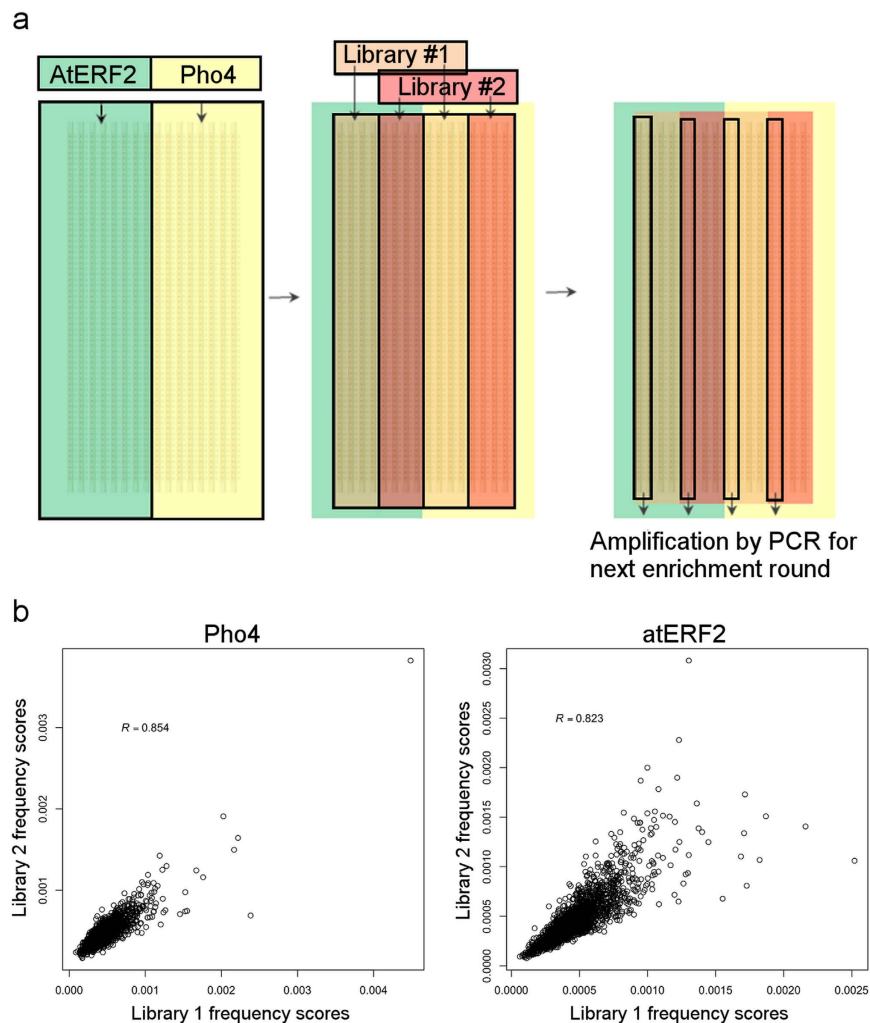 a
AtERF2 Pho4
Library #1
Library #2
Amplification by PCR for
next enrichment round
b
Pho4
R = 0.854
Library 2 frequency scores
0.001 0.002 0.003
0.000 0.001 0.002 0.003 0.004
Library 1 frequency scores
atERF2
R = 0.823
Library 2 frequency scores
0.0000 0.0005 0.0010 0.0015 0.0020 0.0025 0.0030
0.0000 0.0005 0.0010 0.0015 0.0020 0.0025
Library 1 frequency scores